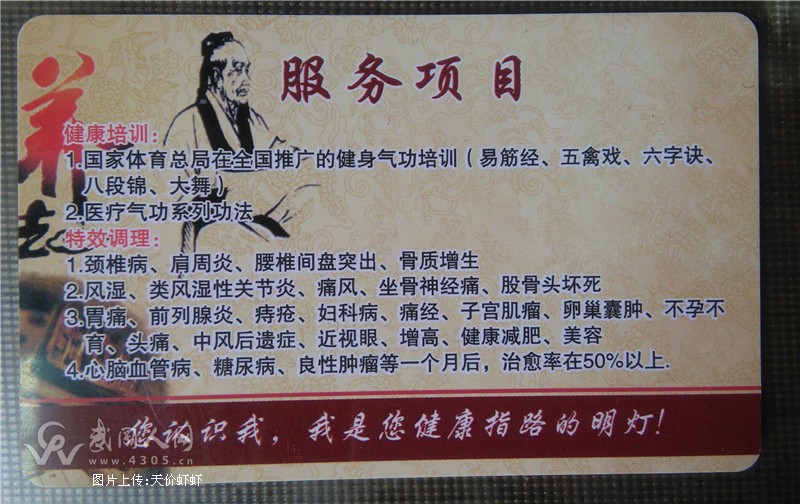 服务项目
养
健康培训：
1.国家体育总局在全国推广的健身气功培训（易筋经、五禽戏、六字诀、
八段锦、大舞）
2.医疗气功系列功法
特效调理：
1.颈椎病、肩周炎、腰椎间盘突出、骨质增生
2.风湿、类风湿性关节炎、痛风、坐骨神经痛、股骨头坏死
3.胃痛、前列腺炎、痔疮、妇科病、痛经、子宫肌瘤、卵巢囊肿、不孕不
育、头痛、中风后遗症、近视眼、增高、健康减肥、美容
4.心脑血管病、糖尿病、良性肿瘤等一个月后，治愈率在50%以上.
您认识我，我是您健康指路的明灯!
武冈人网
www.4305.cn
图片上传:天价虾虾